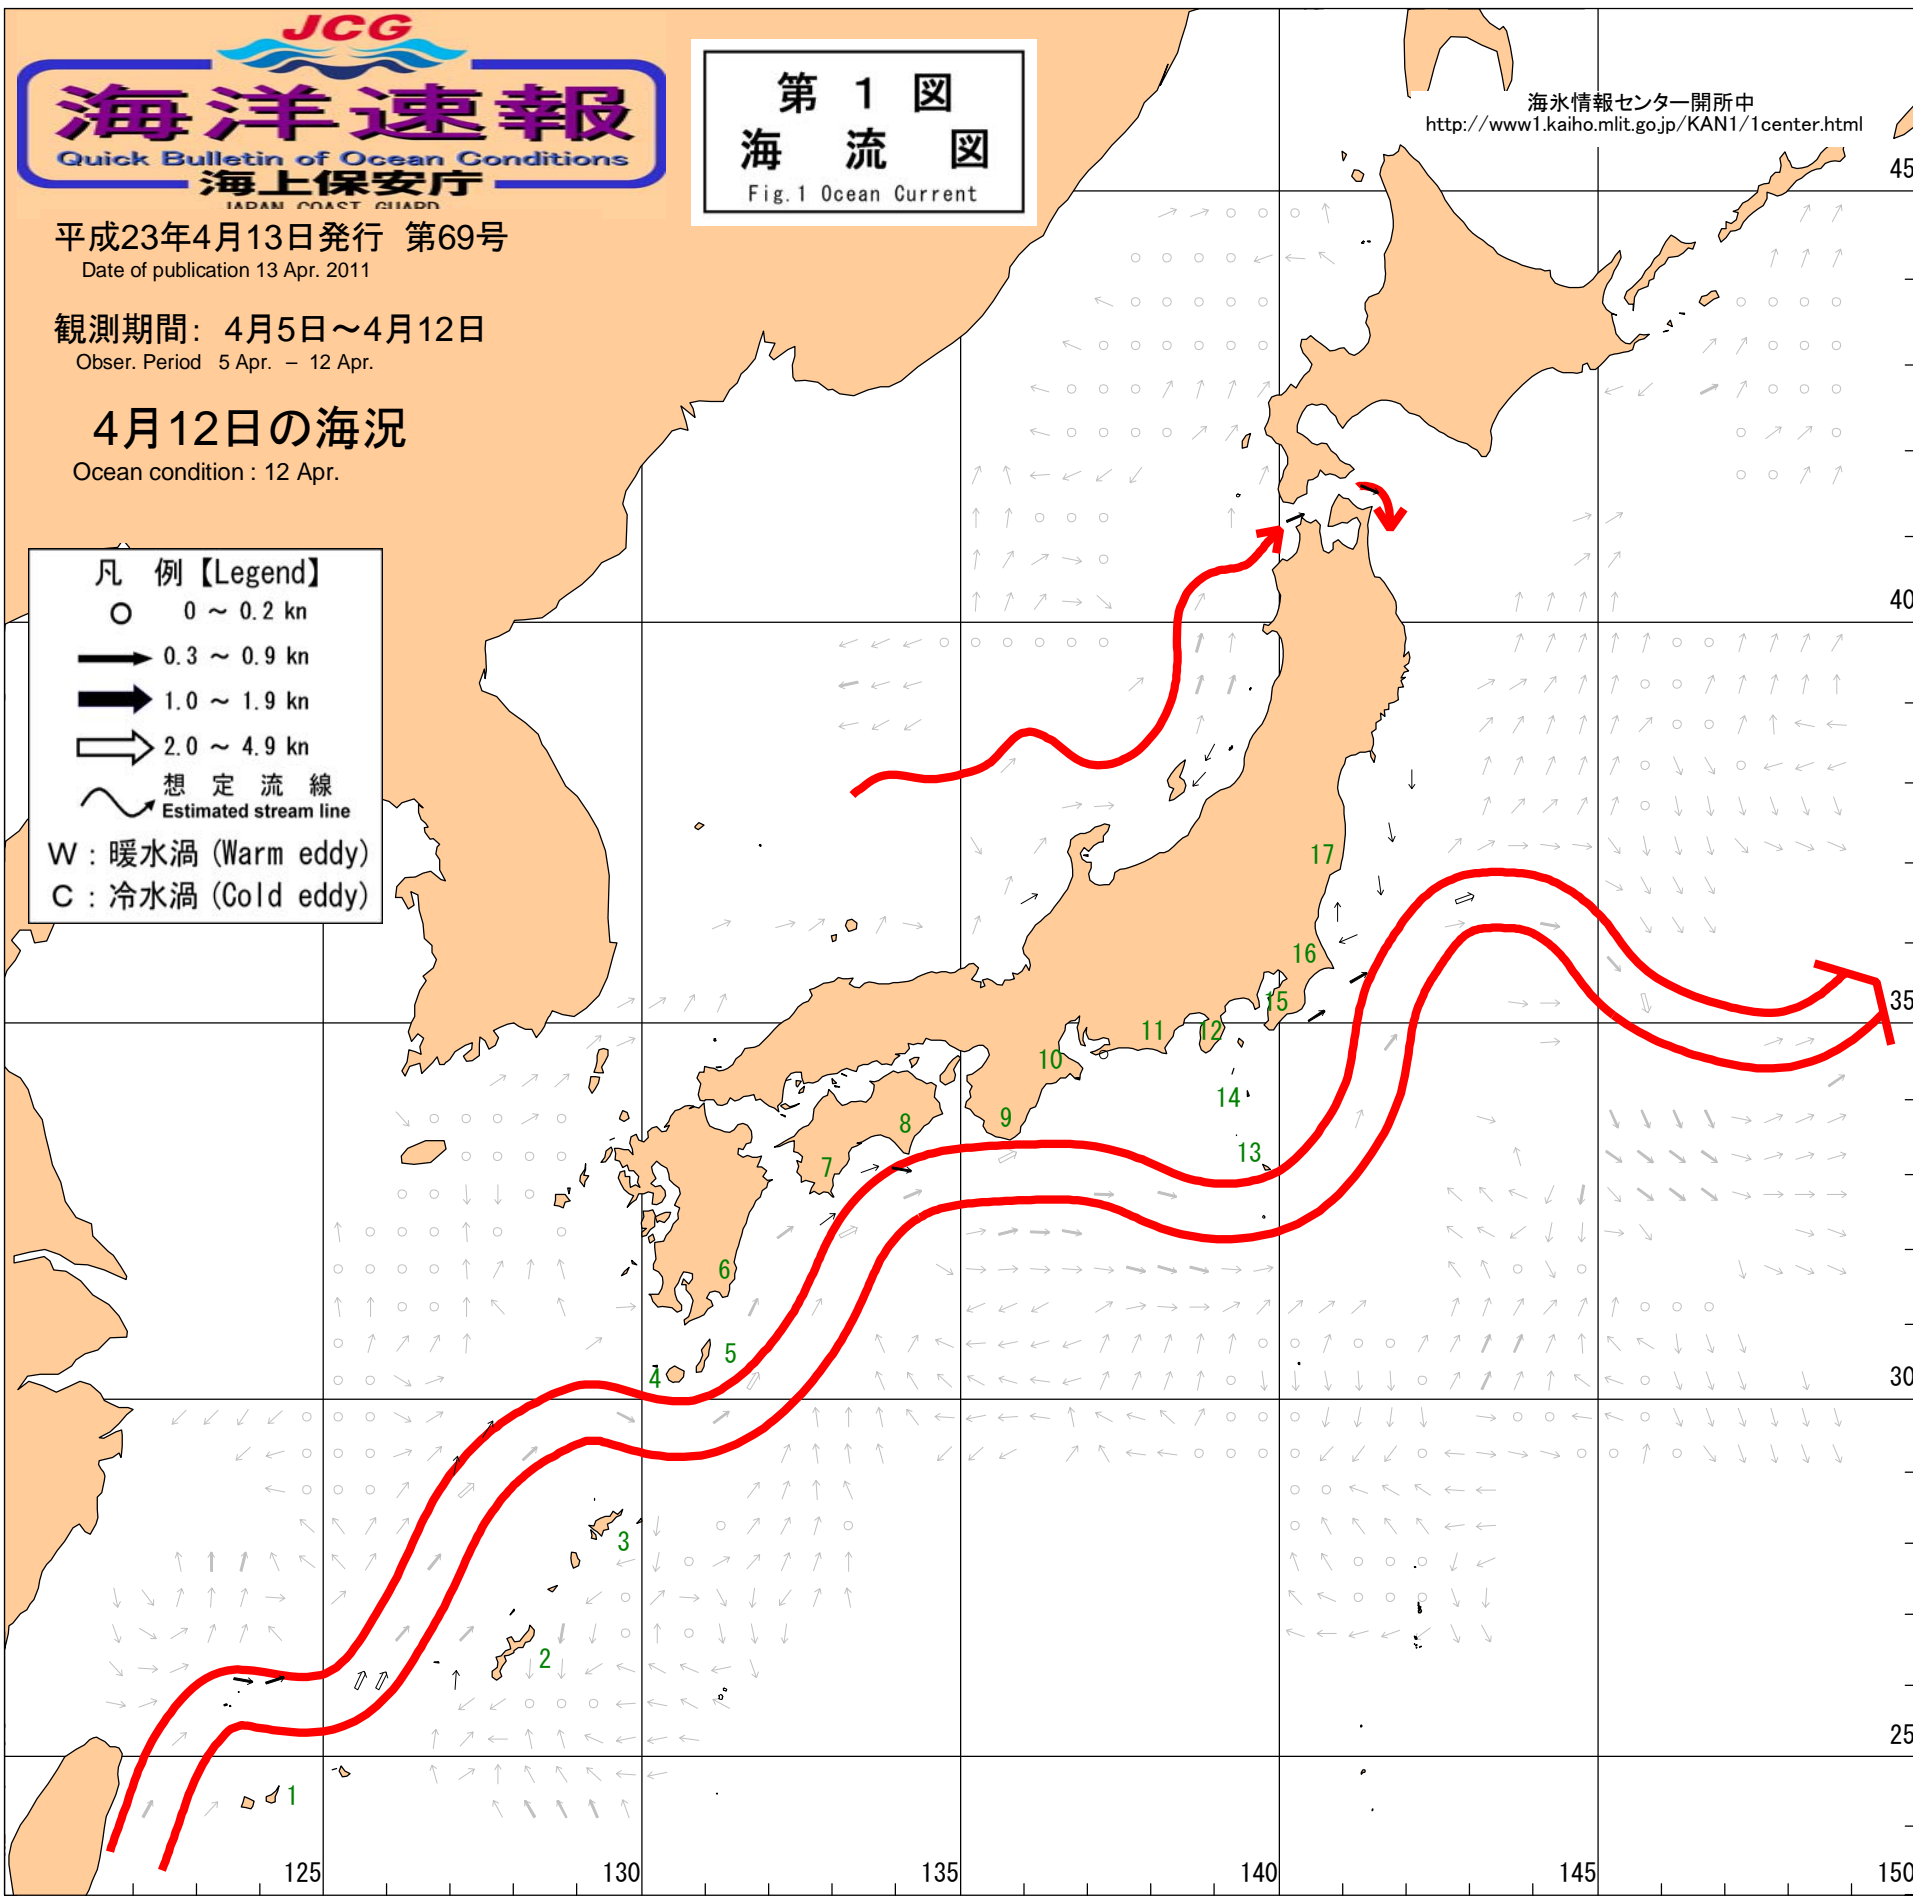 JCG
海洋速報
Quick Bulletin of Ocean Conditions
海上保安庁
JAPAN COAST GUARD
第 1 図
海 流 図
Fig.1 Ocean Current
海氷情報センター開所中
http://www1.kaiho.mlit.go.jp/KAN1/1center.html
平成23年4月13日発行 第69号
Date of publication 13 Apr. 2011
観測期間: 4月5日～4月12日
Obser. Period 5 Apr. – 12 Apr.
4月12日の海況
Ocean condition : 12 Apr.
凡 例【Legend】
0 ～ 0.2 kn
0.3 ～ 0.9 kn
1.0 ～ 1.9 kn
2.0 ～ 4.9 kn
想 定 流 線
Estimated stream line
W : 暖水渦 (Warm eddy)
C : 冷水渦 (Cold eddy)
45
40
35
30
25
17
16
15
12
11
10
14
9
8
13
7
6
5
4
3
2
1
125
130
135
140
145
150